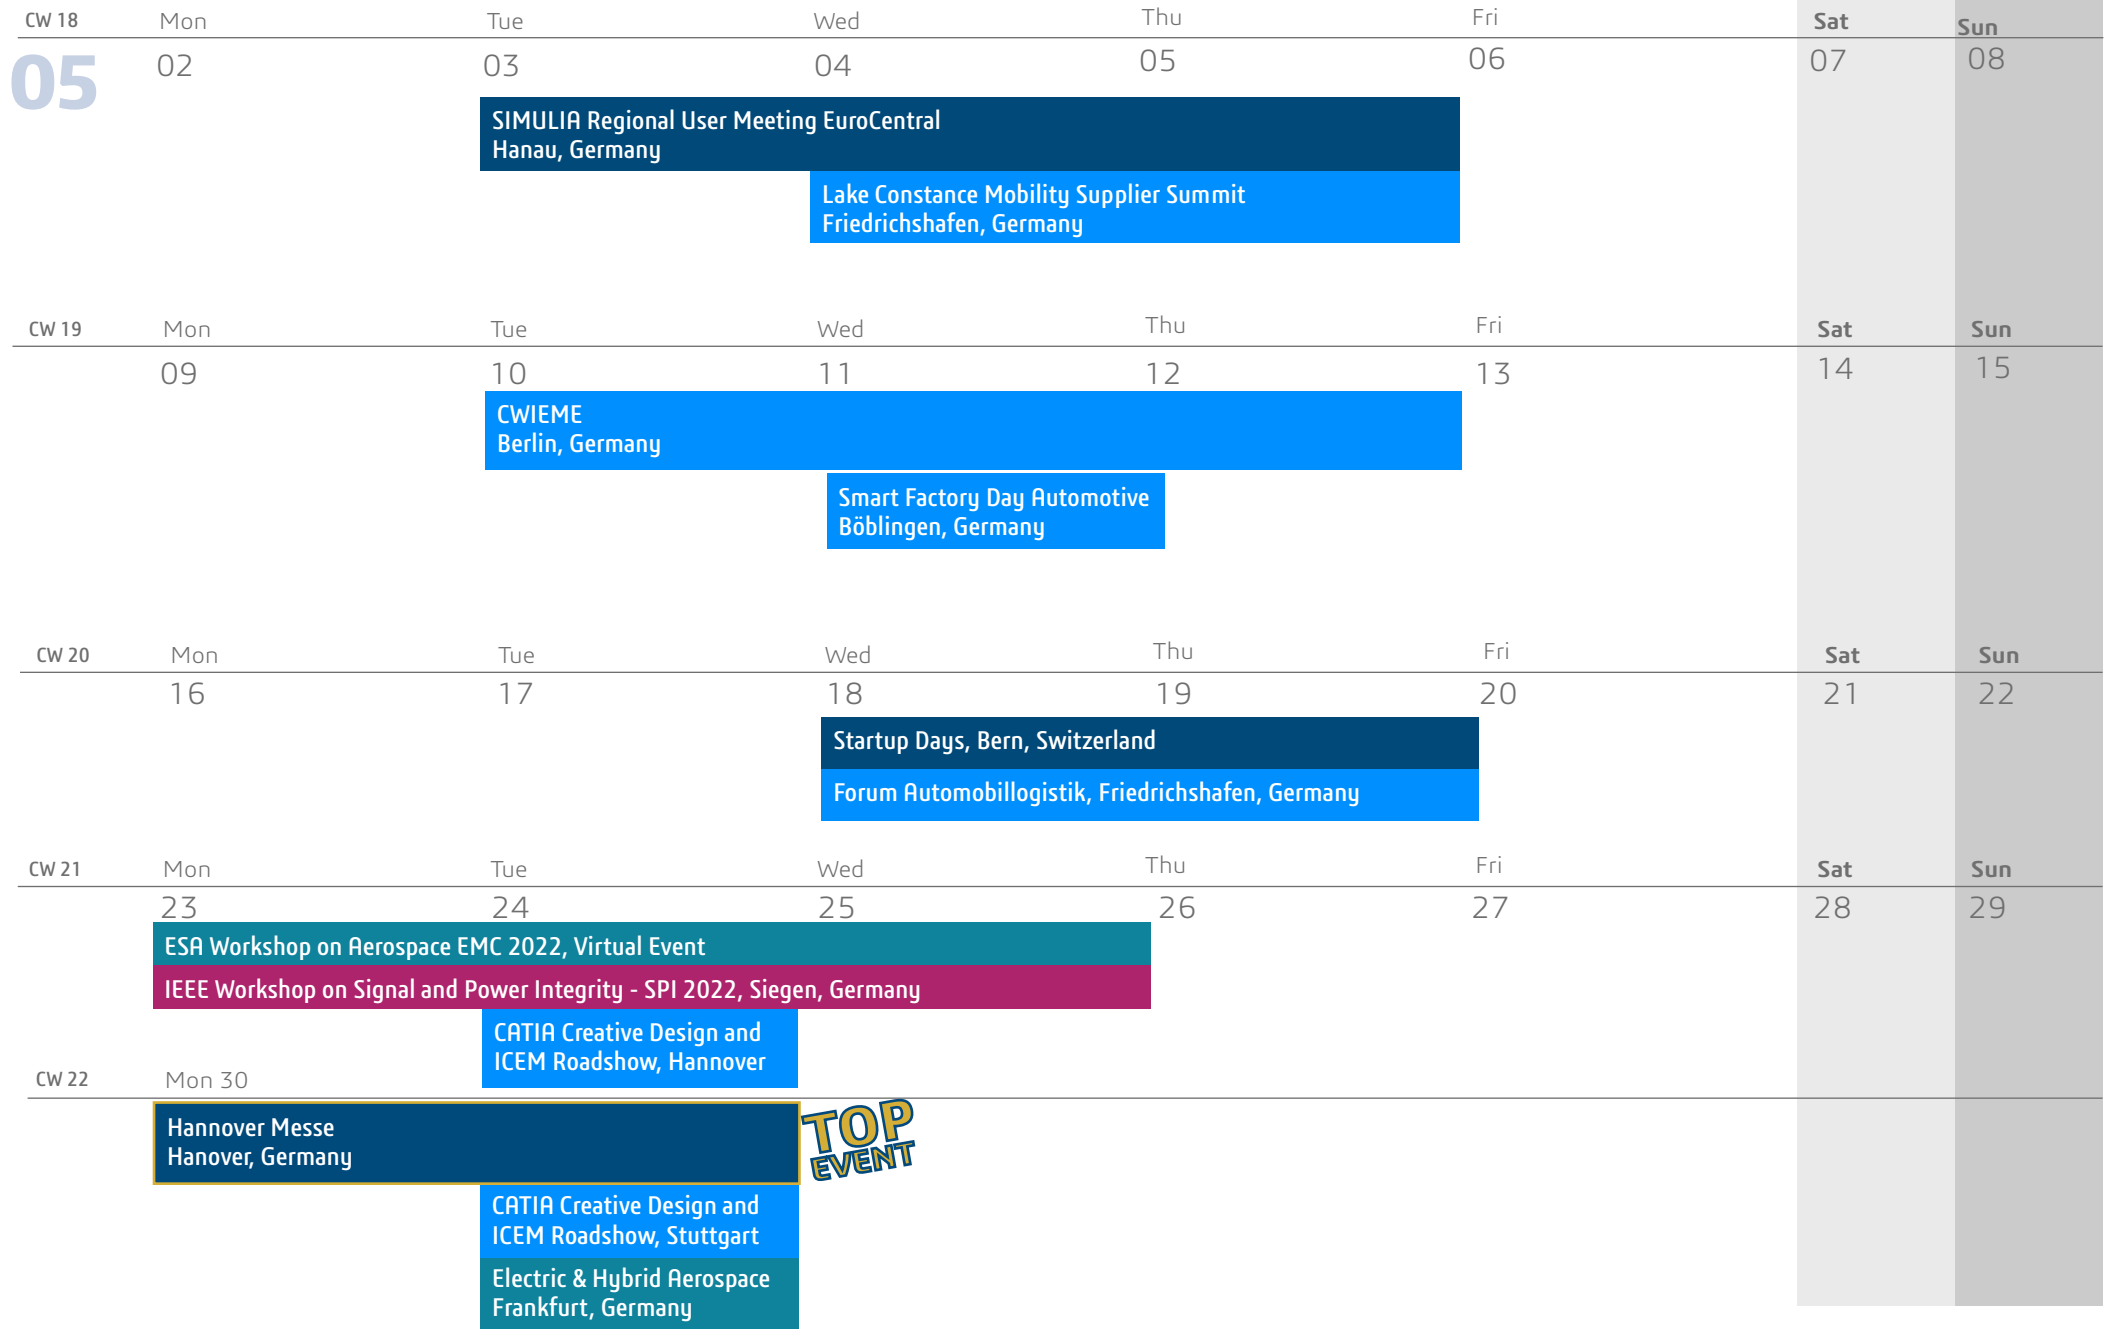 CW 18 Mon Tue Wed Thu Fri Sat Sun
05 02 03 04 05 06 07 08
SIMULIA Regional User Meeting EuroCentral
Hanau, Germany
Lake Constance Mobility Supplier Summit
Friedrichshafen, Germany
CW 19 Mon Tue Wed Thu Fri Sat Sun
09 10 11 12 13 14 15
CWIEME
Berlin, Germany
Smart Factory Day Automotive
Böblingen, Germany
CW 20 Mon Tue Wed Thu Fri Sat Sun
16 17 18 19 20 21 22
Startup Days, Bern, Switzerland
Forum Automobillogistik, Friedrichshafen, Germany
CW 21 Mon Tue Wed Thu Fri Sat Sun
23 24 25 26 27 28 29
ESA Workshop on Aerospace EMC 2022, Virtual Event
IEEE Workshop on Signal and Power Integrity - SPI 2022, Siegen, Germany
CATIA Creative Design and
ICEM Roadshow, Hannover
CW 22 Mon 30
Hannover Messe
Hanover, Germany
TOP
EVENT
CATIA Creative Design and
ICEM Roadshow, Stuttgart
Electric & Hybrid Aerospace
Frankfurt, Germany